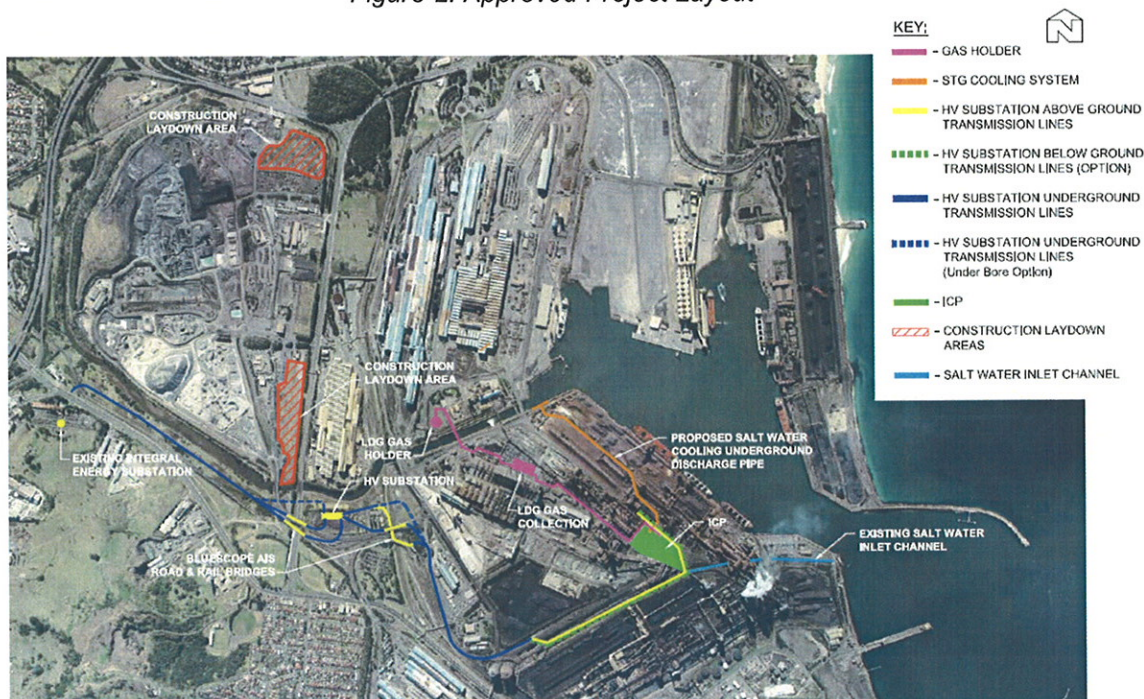 Figure 2: Approved Project Layout
KEY:
N
- GAS HOLDER
- STG COOLING SYSTEM
- HV SUBSTATION ABOVE GROUND
TRANSMISSION LINES
- HV SUBSTATION BELOW GROUND
TRANSMISSION LINES (OPTION)
- HV SUBSTATION UNDERGROUND
TRANSMISSION LINES
- HV SUBSTATION UNDERGROUND
TRANSMISSION LINES
(Under Bore Option)
- ICP
- CONSTRUCTION LAYDOWN
AREAS
- SALT WATER INLET CHANNEL
CONSTRUCTION
LAYDOWN AREA
CONSTRUCTION
LAYDOWN AREA
LDG GAS
HOLDER
EXISTING INTEGRAL
ENERGY SUBSTATION
HV SUBSTATION
PROPOSED SALT WATER
COOLING UNDERGROUND
DISCHARGE PIPE
LDG GAS
COLLECTION
ICP
EXISTING SALT WATER
INLET CHANNEL
BLUESCOPE AIS
ROAD & RAIL BRIDGES